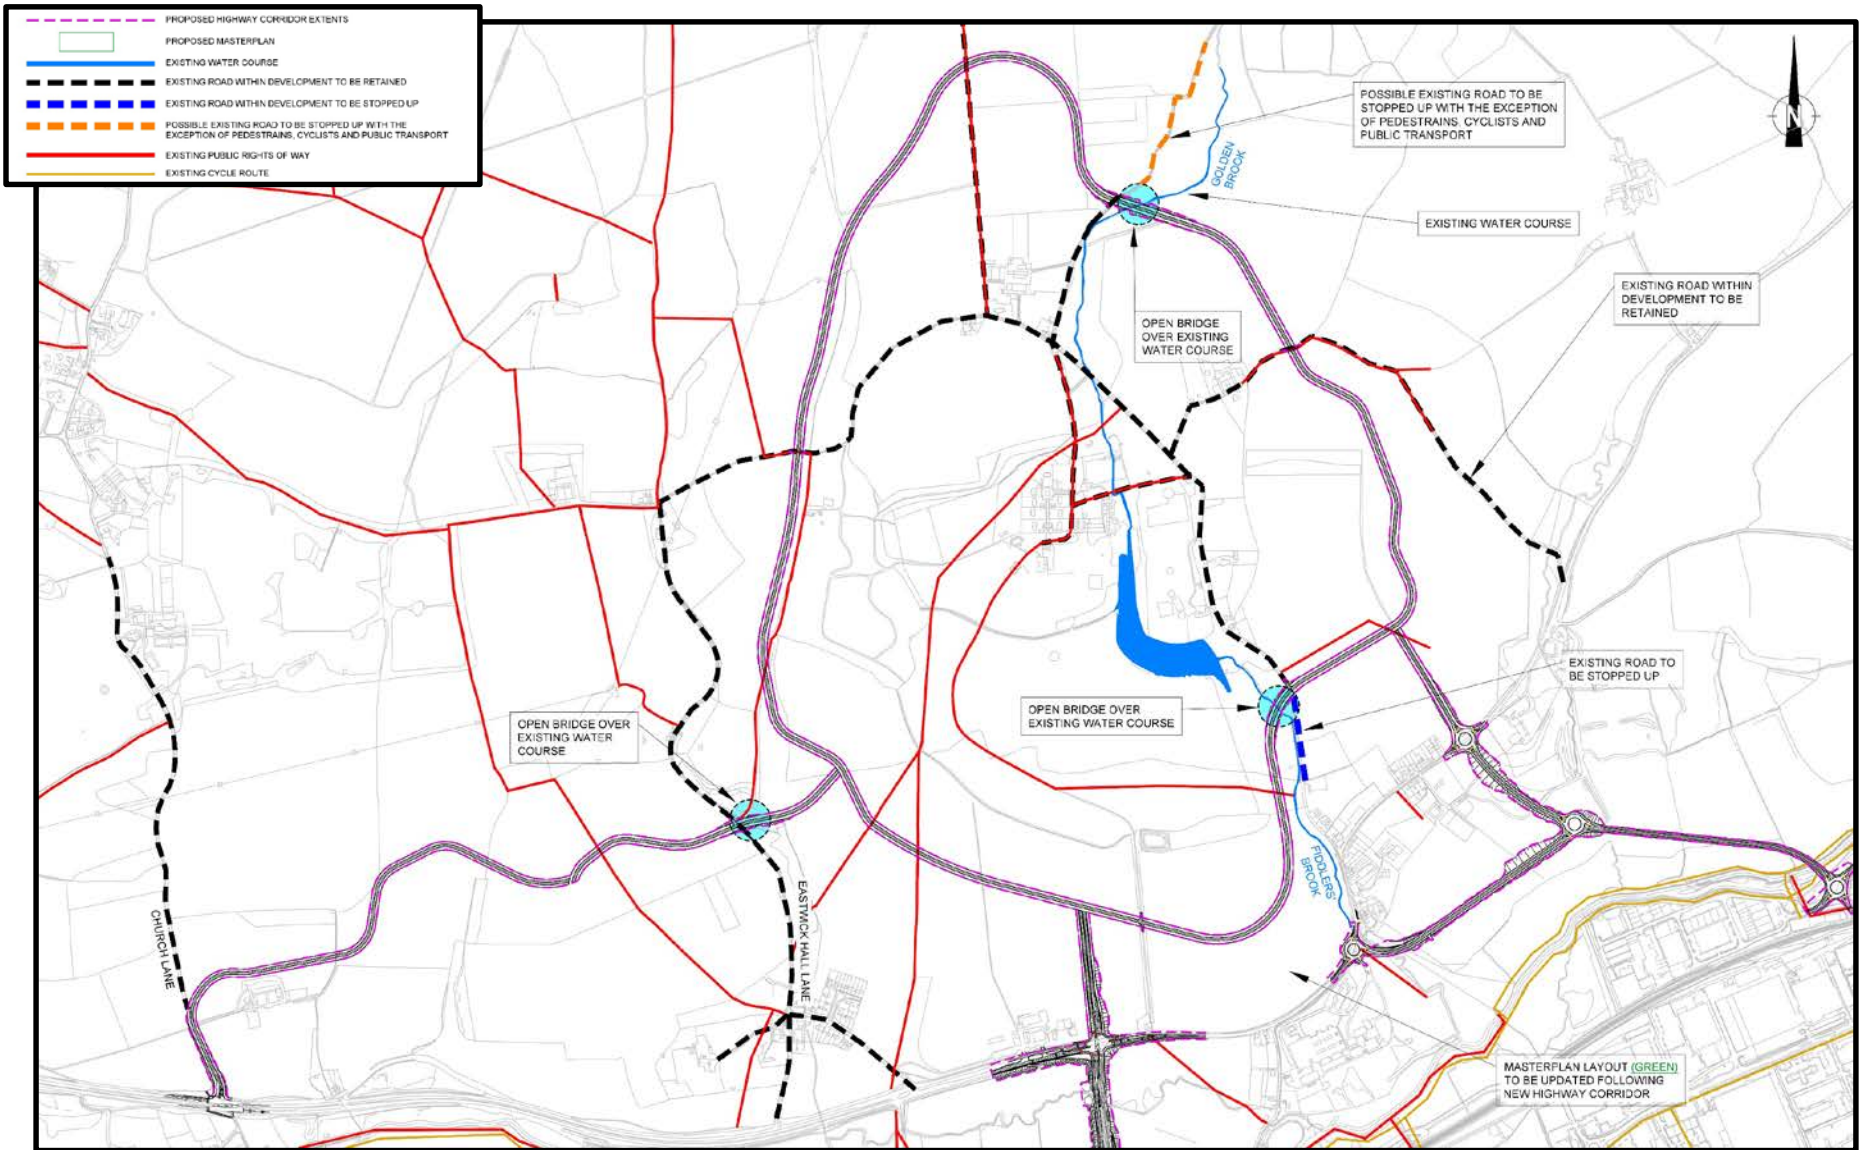 PROPOSED HIGHWAY CORRIDOR EXTENTS
PROPOSED MASTERPLAN
EXISTING WATER COURSE
EXISTING ROAD WITHIN DEVELOPMENT TO BE RETAINED
EXISTING ROAD WITHIN DEVELOPMENT TO BE STOPPED UP
POSSIBLE EXISTING ROAD TO BE STOPPED UP WITH THE
EXCEPTION OF PEDESTRIANS, CYCLISTS AND PUBLIC TRANSPORT
EXISTING PUBLIC RIGHTS OF WAY
EXISTING CYCLE ROUTE
POSSIBLE EXISTING ROAD TO BE
STOPPED UP WITH THE EXCEPTION
OF PEDESTRAINS, CYCLISTS AND
PUBLIC TRANSPORT
N
GOLDEN
BROOK
EXISTING WATER COURSE
EXISTING ROAD WITHIN
DEVELOPMENT TO BE
RETAINED
OPEN BRIDGE
OVER EXISTING
WATER COURSE
EXISTING ROAD TO
BE STOPPED UP
OPEN BRIDGE OVER
EXISTING WATER COURSE
OPEN BRIDGE OVER
EXISTING WATER
COURSE
FIDDLERS'
BROOK
CHURCH LANE
EASTWICK HALL LANE
MASTERPLAN LAYOUT (GREEN)
TO BE UPDATED FOLLOWING
NEW HIGHWAY CORRIDOR